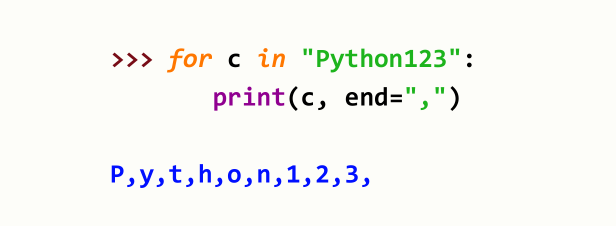 >>> for c in "Python123":
        print(c, end=",")
P,y,t,h,o,n,1,2,3,